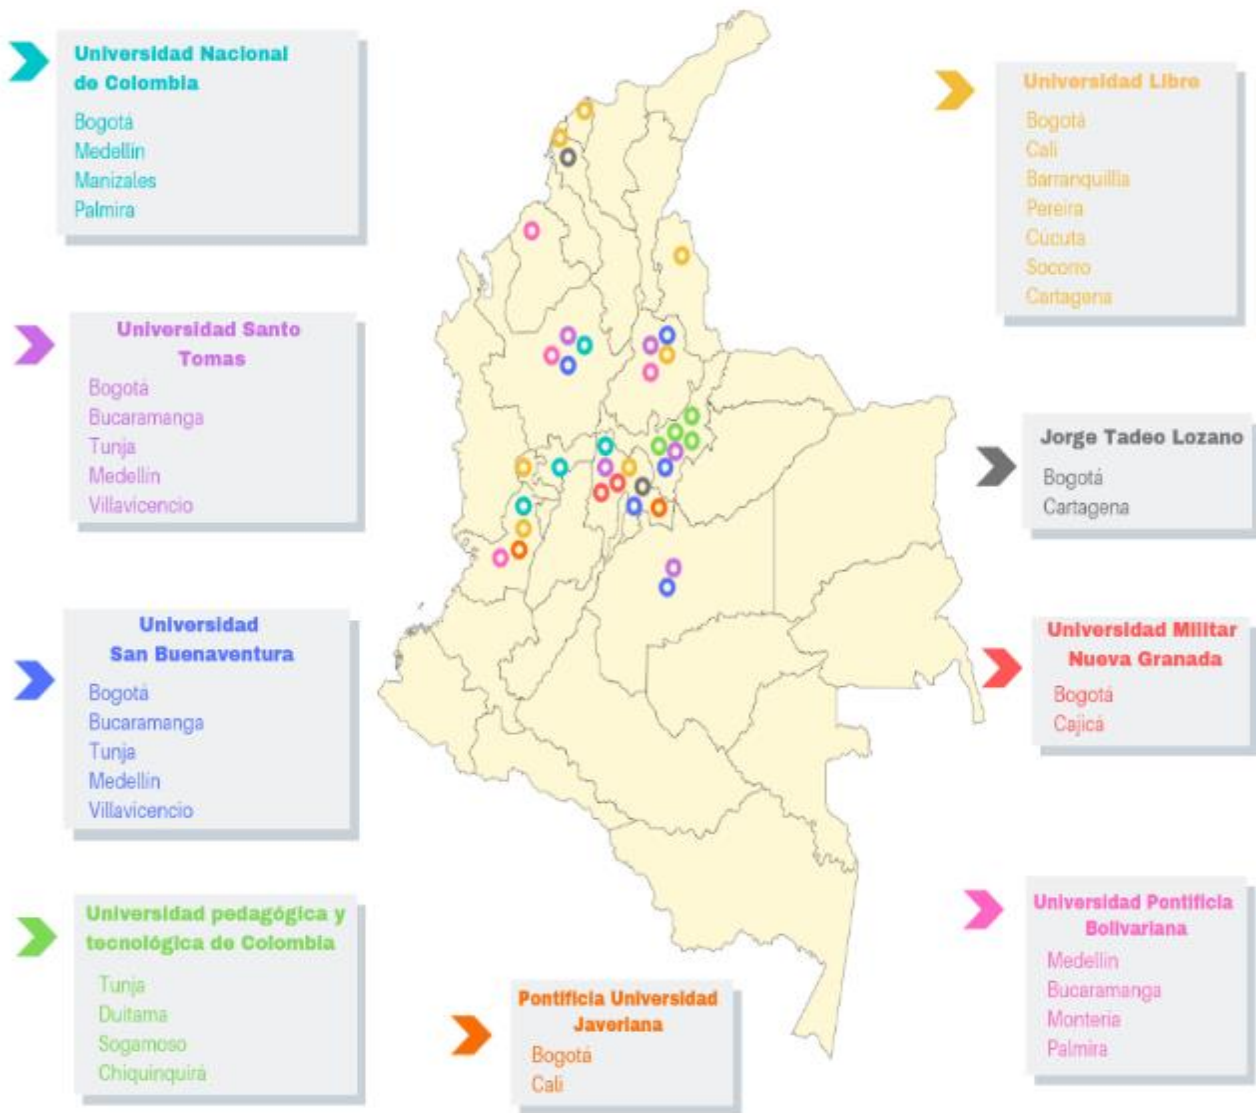 Universidad Nacional
de Colombia
Bogotá
Medellín
Manizales
Palmira
Universidad Santo
Tomas
Bogotá
Bucaramanga
Tunja
Medellín
Villavicencio
Universidad
San Buenaventura
Bogotá
Bucaramanga
Tunja
Medellín
Villavicencio
Universidad pedagógica y
tecnológica de Colombia
Tunja
Duitama
Sogamoso
Chiquinquirá
Pontificia Universidad
Javeriana
Bogotá
Cali
Universidad Libre
Bogotá
Cali
Barranquillia
Pereira
Cúcuta
Socorro
Cartagena
Jorge Tadeo Lozano
Bogotá
Cartagena
Universidad Militar
Nueva Granada
Bogotá
Cajicá
Universidad Pontificia
Bolivariana
Medellín
Bucaramanga
Montería
Palmira